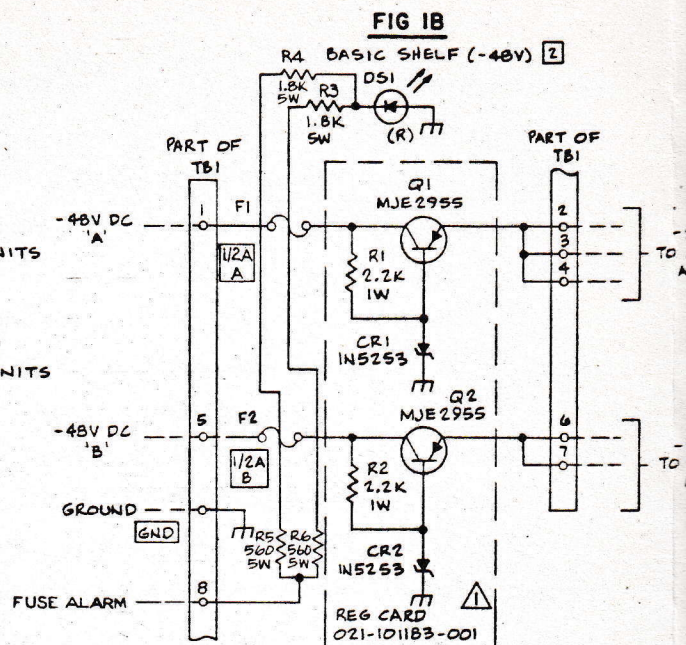 FIG 1B
BASIC SHELF (-48V) 2
R4
1.8K
5W
R3
1.8K
5W
DS1
(R)
PART OF
TB1
PART OF
TB1
-48V DC
'A'
1
F1
1/2A
A
Q1
MJE2955
R1
2.2K
1W
CR1
1N5253
2
3
4
TO
NITS
NITS
-48V DC
'B'
5
F2
1/2A
B
Q2
MJE2955
R2
2.2K
1W
CR2
1N5253
6
7
TO
GROUND
GND
R5
560
5W
R6
560
5W
FUSE ALARM
8
REG CARD
021-101183-001
1